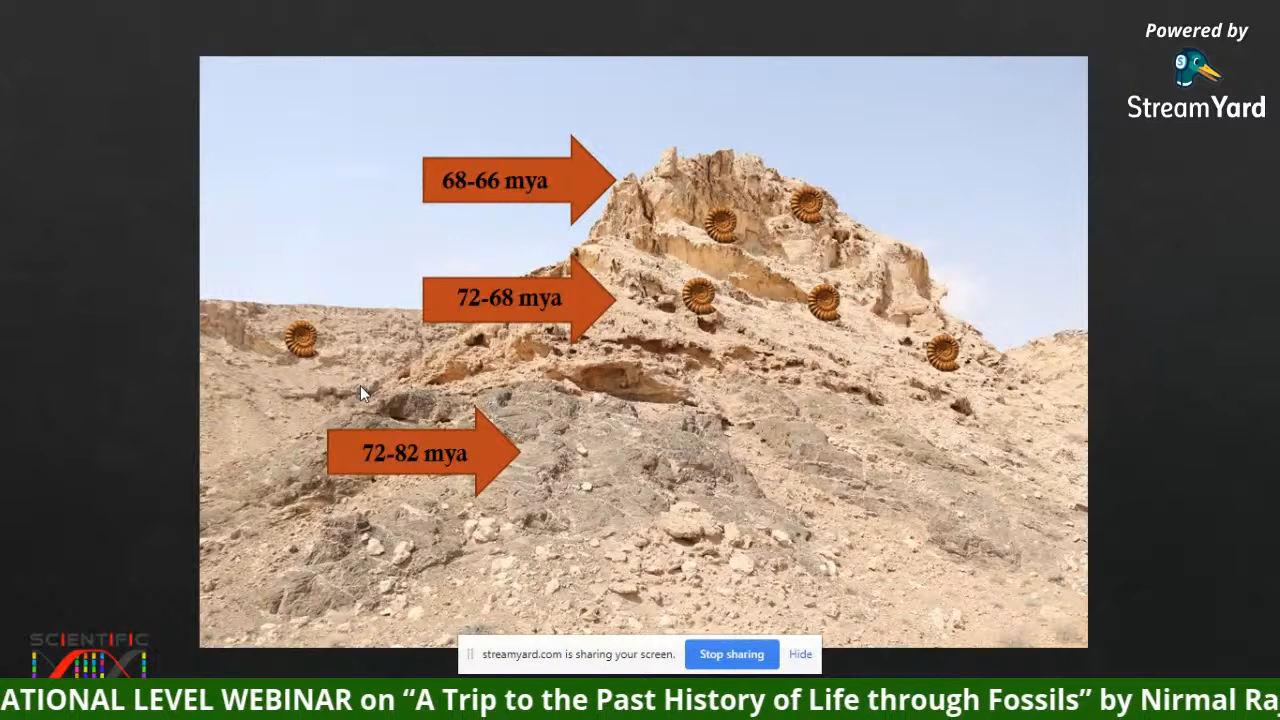 Powered by
StreamYard
68-66 mya
72-68 mya
72-82 mya
SCIENTIFIC
streamyard.com is sharing your screen.
Stop sharing
Hide
ATIONAL LEVEL WEBINAR on “A Trip to the Past History of Life through Fossils” by Nirmal Ra